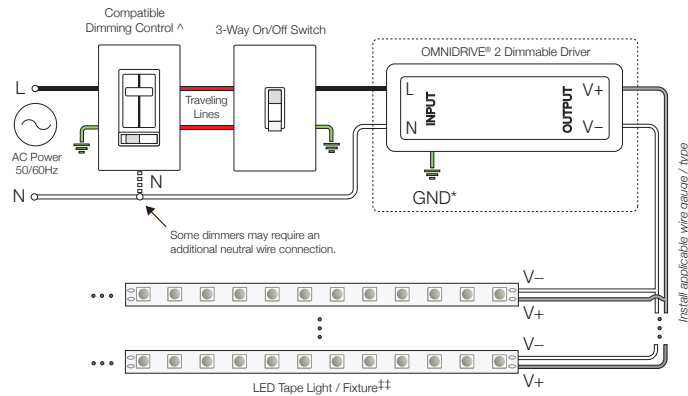 Compatible
Dimming Control ^
3-Way On/Off Switch
OMNIDRIVE® 2 Dimmable Driver
L
Traveling
Lines
L
N
INPUT
OUTPUT
V+
V–
AC Power
50/60Hz
N
N
GND*
Some dimmers may require an
additional neutral wire connection.
Install applicable wire gauge / type
V–
V+
V–
V+
LED Tape Light / Fixture‡‡